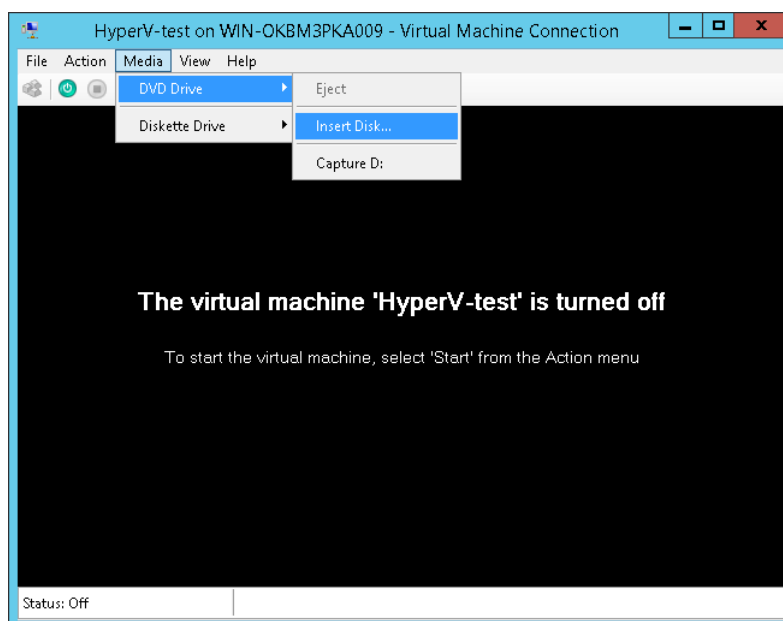 HyperV-test on WIN-OKBM3PKA009 - Virtual Machine Connection
File Action Media View Help
DVD Drive
Eject
Diskette Drive
Insert Disk...
Capture D:
The virtual machine 'HyperV-test' is turned off
To start the virtual machine, select 'Start' from the Action menu
Status: Off